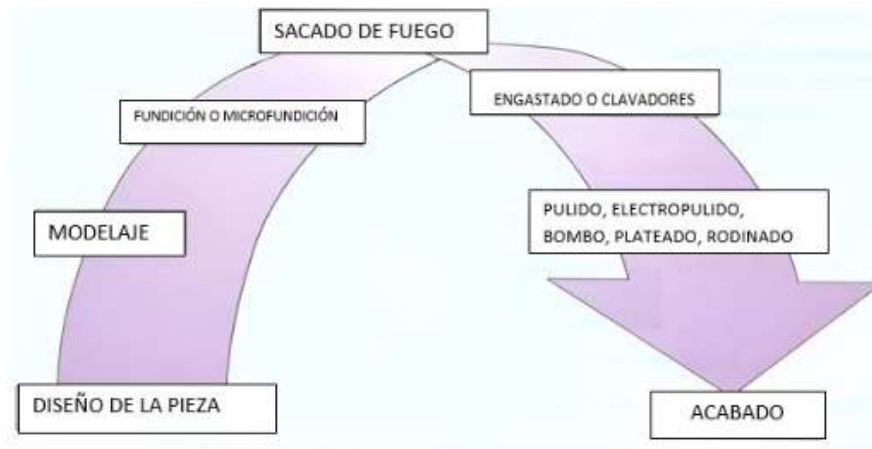 SACADO DE FUEGO
FUNDICIÓN O MICROFUNDICIÓN
ENGASTADO O CLAVADORES
MODELAJE
PULIDO, ELECTROPULIDO,
BOMBO, PLATEADO, RODINADO
DISEÑO DE LA PIEZA
ACABADO